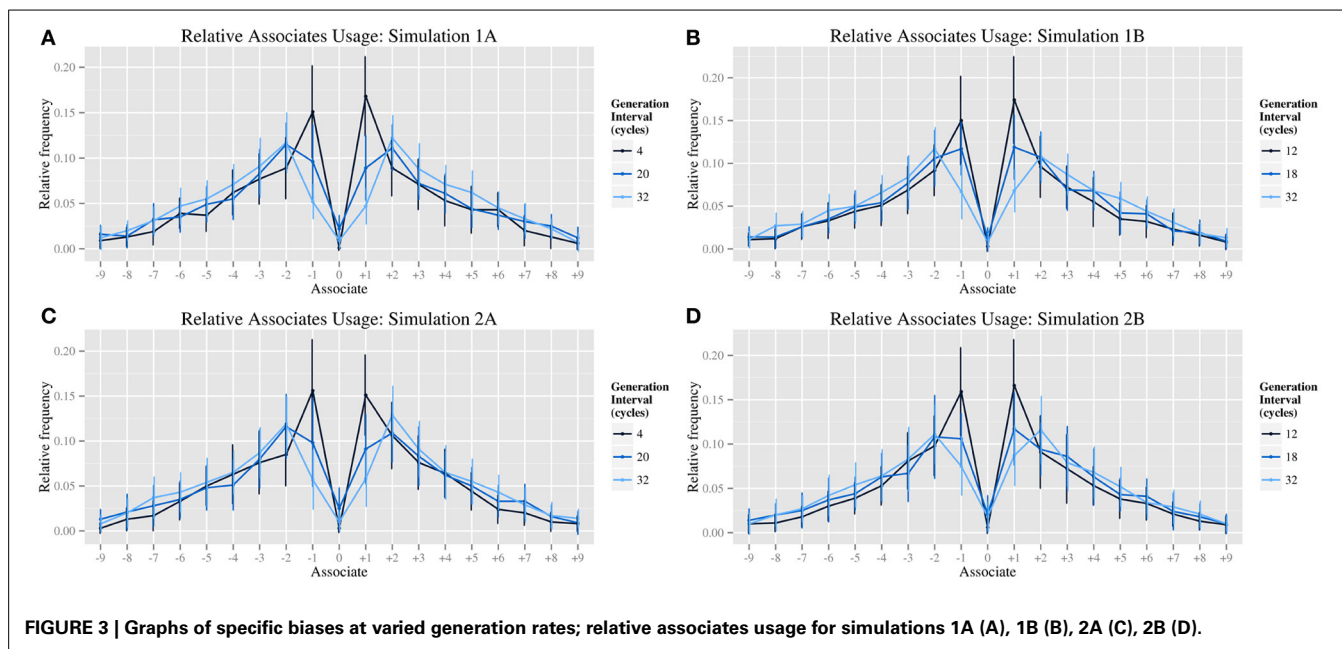 A
Relative Associates Usage: Simulation 1A
Relative frequency
0.20
0.15
0.10
0.05
0.00
-9 -8 -7 -6 -5 -4 -3 -2 -1 0 +1 +2 +3 +4 +5 +6 +7 +8 +9
Associate
Generation
Interval
(cycles)
4
20
32
B
Relative Associates Usage: Simulation 1B
Relative frequency
0.20
0.15
0.10
0.05
0.00
-9 -8 -7 -6 -5 -4 -3 -2 -1 0 +1 +2 +3 +4 +5 +6 +7 +8 +9
Associate
Generation
Interval
(cycles)
12
18
32
C
Relative Associates Usage: Simulation 2A
Relative frequency
0.20
0.15
0.10
0.05
0.00
-9 -8 -7 -6 -5 -4 -3 -2 -1 0 +1 +2 +3 +4 +5 +6 +7 +8 +9
Associate
Generation
Interval
(cycles)
4
20
32
D
Relative Associates Usage: Simulation 2B
Relative frequency
0.20
0.15
0.10
0.05
0.00
-9 -8 -7 -6 -5 -4 -3 -2 -1 0 +1 +2 +3 +4 +5 +6 +7 +8 +9
Associate
Generation
Interval
(cycles)
12
18
32
FIGURE 3 | Graphs of specific biases at varied generation rates; relative associates usage for simulations 1A (A), 1B (B), 2A (C), 2B (D).